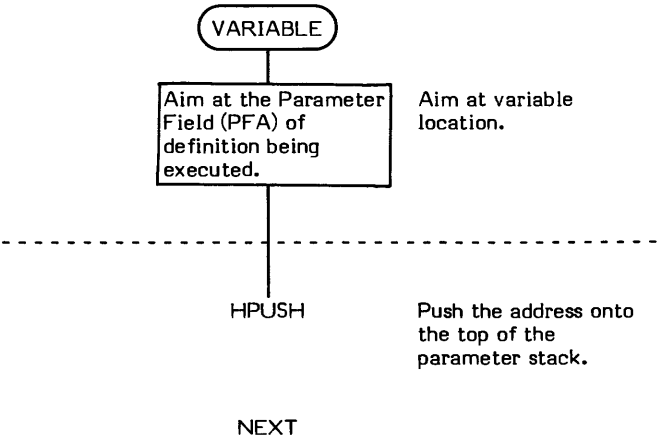 VARIABLE
Aim at the Parameter
Field (PFA) of
definition being
executed.
Aim at variable
location.
HPUSH
Push the address onto
the top of the
parameter stack.
NEXT